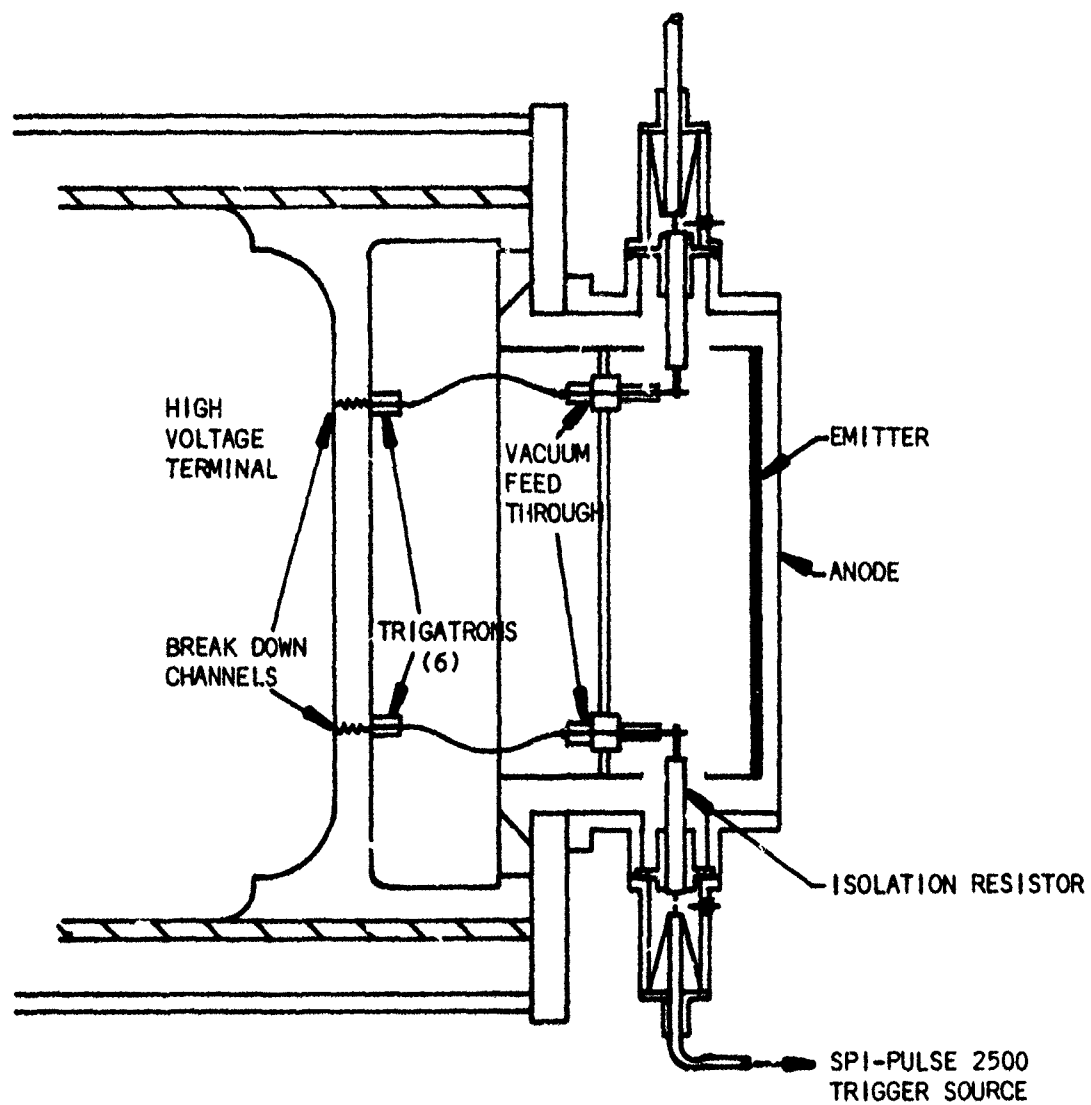 HIGH
VOLTAGE
TERMINAL
VACUUM
FEED
THROUGH
EMITTER
ANODE
TRIGATRONS
(6)
BREAK DOWN
CHANNELS
ISOLATION RESISTOR
SPI-PULSE 2500
TRIGGER SOURCE